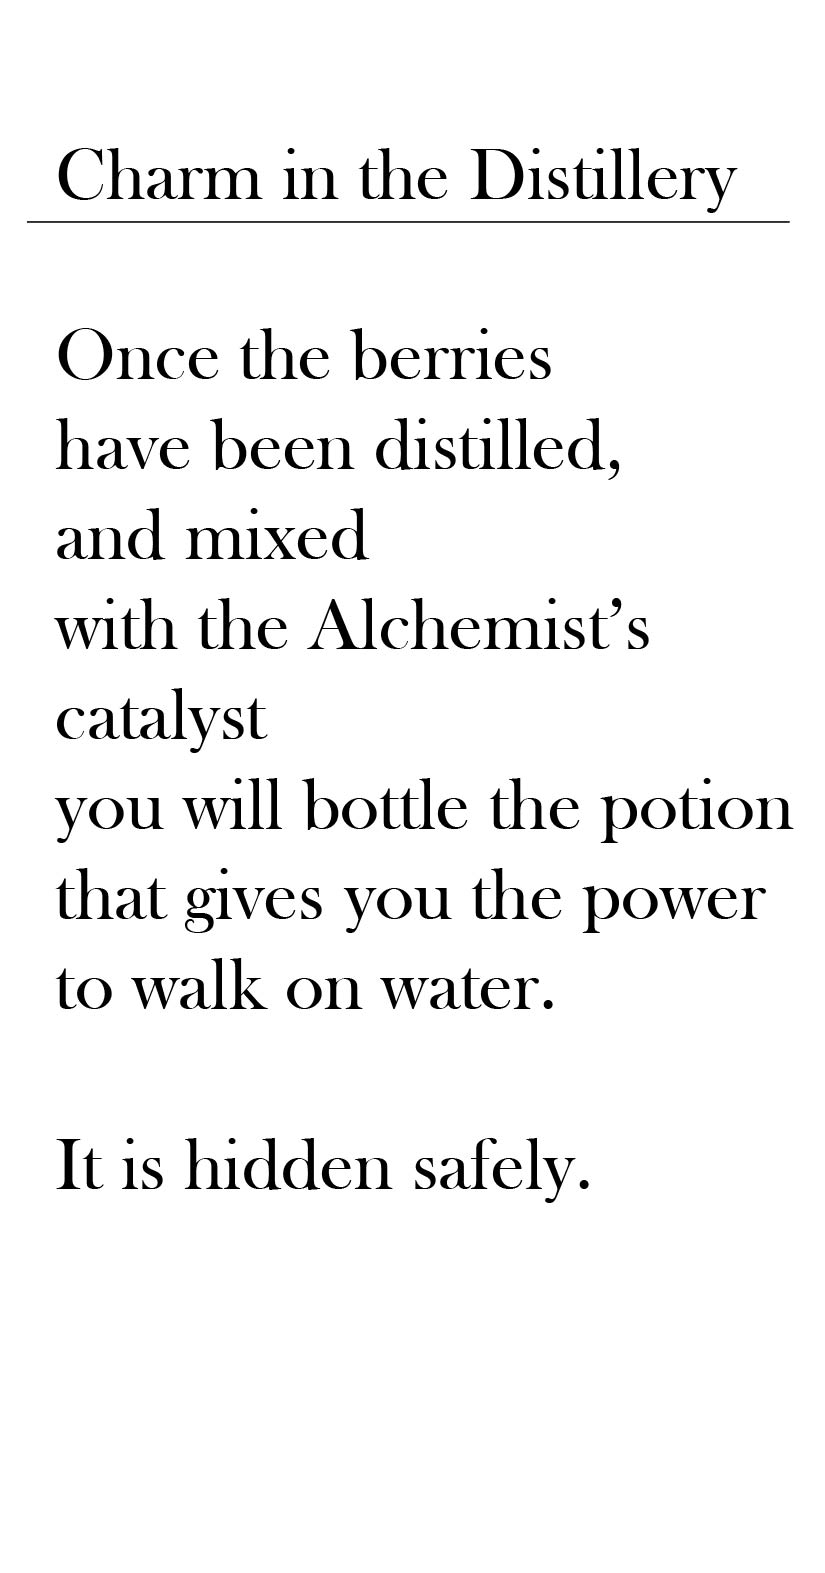 Charm in the Distillery
Once the berries
have been distilled,
and mixed
with the Alchemist’s
catalyst
you will bottle the potion
that gives you the power
to walk on water.
It is hidden safely.